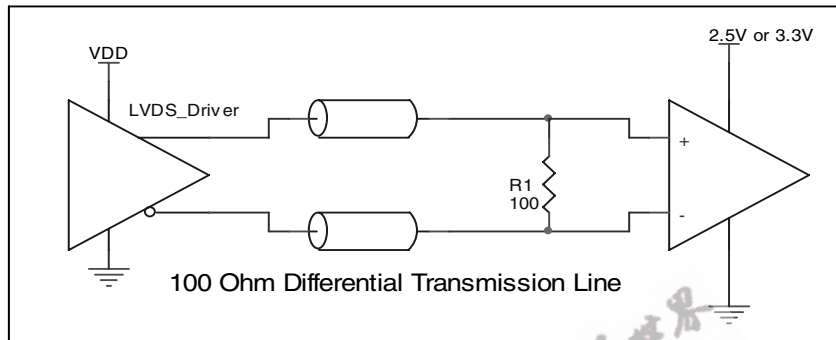 VDD
2.5V or 3.3V
LVDS_Driver
+
R1
100
-
100 Ohm Differential Transmission Line